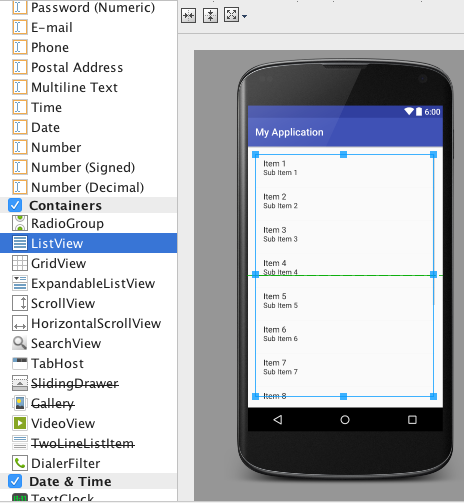 Password (Numeric)
E-mail
Phone
Postal Address
Multiline Text
Time
Date
Number
Number (Signed)
Number (Decimal)
Containers
RadioGroup
ListView
GridView
ExpandableListView
ScrollView
HorizontalScrollView
SearchView
TabHost
SlidingDrawer
Gallery
VideoView
TwoLineListItem
DialerFilter
Date & Time
TextClock
6:00
My Application
Item 1
Sub Item 1
Item 2
Sub Item 2
Item 3
Sub Item 3
Item 4
Sub Item 4
Item 5
Sub Item 5
Item 6
Sub Item 6
Item 7
Sub Item 7
Item 8